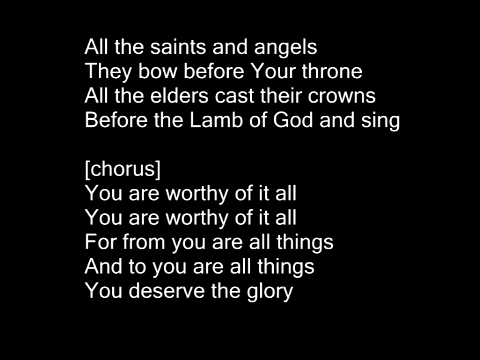 All the saints and angels
They bow before Your throne
All the elders cast their crowns
Before the Lamb of God and sing
[chorus]
You are worthy of it all
You are worthy of it all
For from you are all things
And to you are all things
You deserve the glory